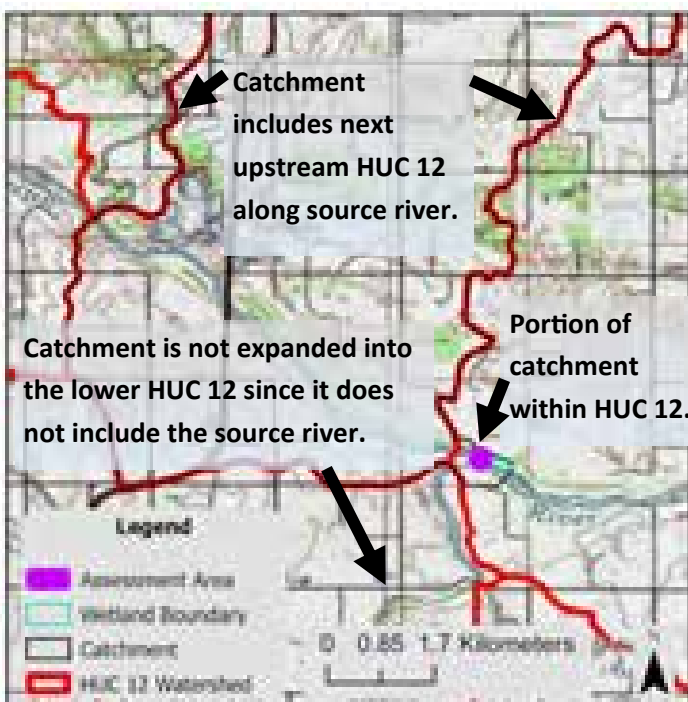 Catchment
includes next
upstream HUC 12
along source river.
Portion of
catchment
within HUC 12.
Catchment is not expanded into
the lower HUC 12 since it does
not include the source river.
River
Legend
Assessment Area
Wetland Boundary
Catchment
HUC 12 Watershed
0 0.85 1.7 Kilometers
N